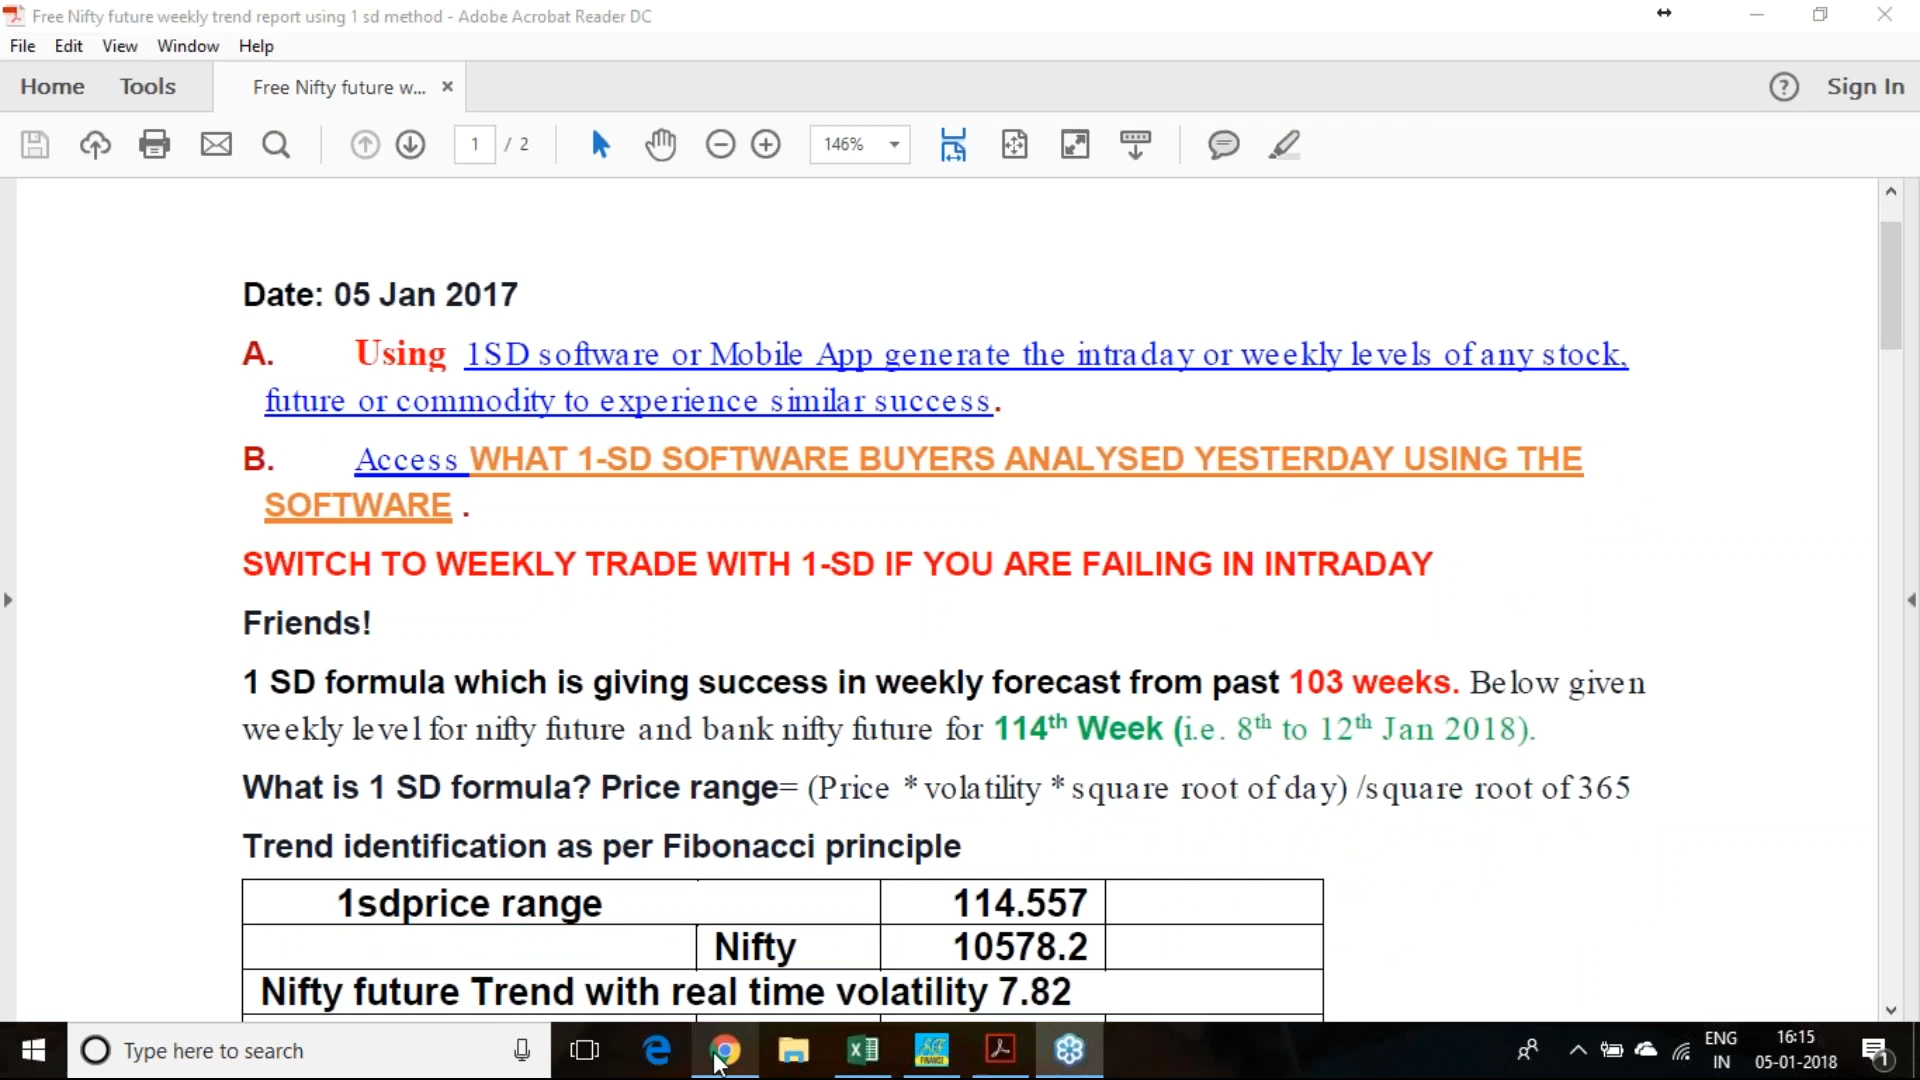 Free Nifty future weekly trend report using 1 sd method - Adobe Acrobat Reader DC
File Edit View Window Help
Home Tools Free Nifty future w... × Sign In
1 / 2 146%
Date: 05 Jan 2017
A. Using 1SD software or Mobile App generate the intraday or weekly levels of any stock,
future or commodity to experience similar success.
B. Access WHAT 1-SD SOFTWARE BUYERS ANALYSED YESTERDAY USING THE
SOFTWARE .
SWITCH TO WEEKLY TRADE WITH 1-SD IF YOU ARE FAILING IN INTRADAY
Friends!
1 SD formula which is giving success in weekly forecast from past 103 weeks. Below given
weekly level for nifty future and bank nifty future for 114th Week (i.e. 8th to 12th Jan 2018).
What is 1 SD formula? Price range= (Price *volatility *square root of day) /square root of 365
Trend identification as per Fibonacci principle
1sdprice range 114.557
Nifty 10578.2
Nifty future Trend with real time volatility 7.82
Type here to search
FINANCE
ENG 16:15
IN 05-01-2018
1